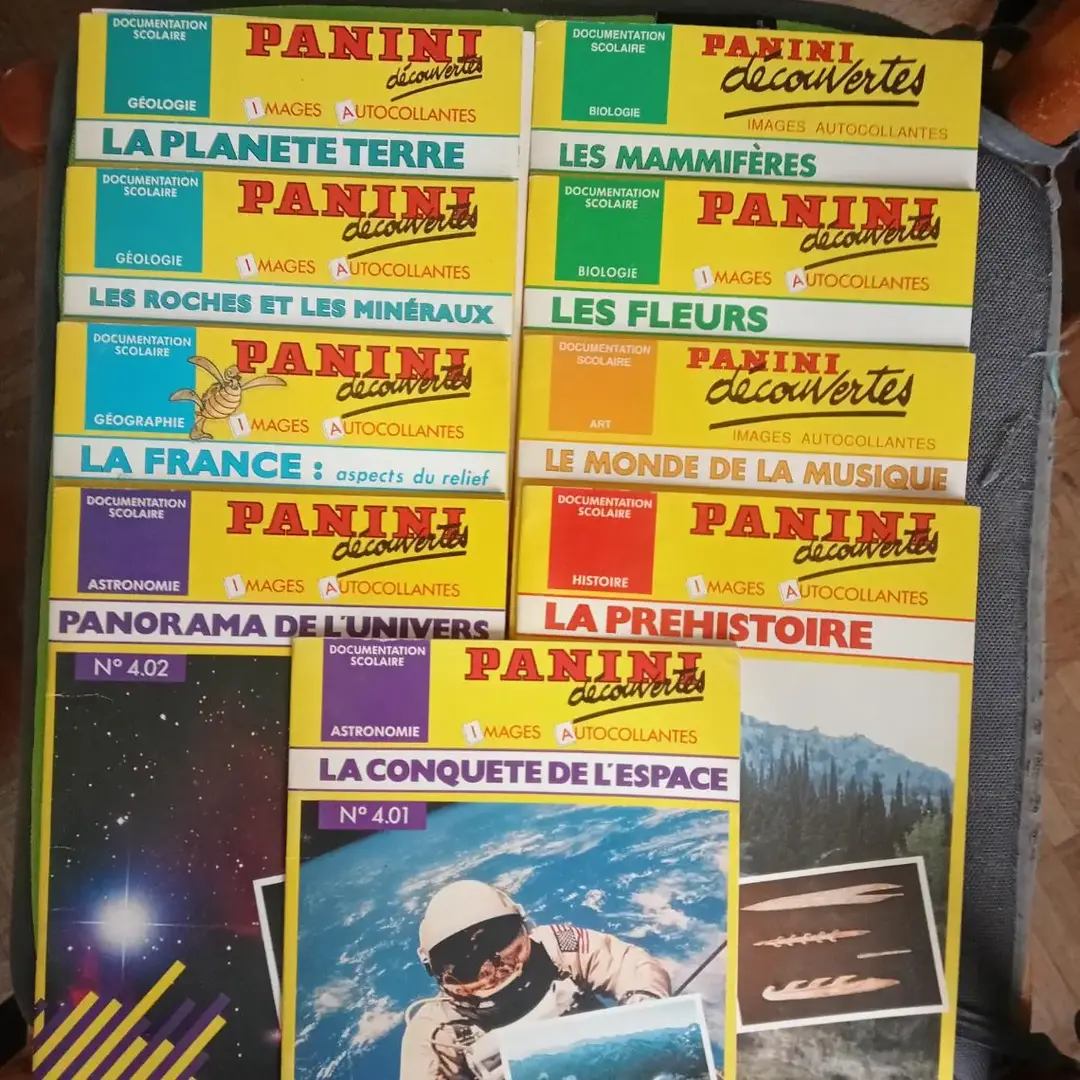 DOCUMENTATION
SCOLAIRE
GÉOLOGIE
PANINI
découvertes
IMAGES AUTOCOLLANTES
LA PLANETE TERRE
DOCUMENTATION
SCOLAIRE
GÉOLOGIE
PANINI
découvertes
IMAGES AUTOCOLLANTES
LES ROCHES ET LES MINÉRAUX
DOCUMENTATION
SCOLAIRE
GÉOGRAPHIE
PANINI
découvertes
IMAGES AUTOCOLLANTES
LA FRANCE : aspects du relief
DOCUMENTATION
SCOLAIRE
ASTRONOMIE
PANINI
découvertes
IMAGES AUTOCOLLANTES
PANORAMA DE L'UNIVERS
N° 4.02
DOCUMENTATION
SCOLAIRE
BIOLOGIE
PANINI
découvertes
IMAGES AUTOCOLLANTES
LES MAMMIFÈRES
DOCUMENTATION
SCOLAIRE
BIOLOGIE
PANINI
découvertes
IMAGES AUTOCOLLANTES
LES FLEURS
DOCUMENTATION
SCOLAIRE
ART
PANINI
découvertes
IMAGES AUTOCOLLANTES
LE MONDE DE LA MUSIQUE
DOCUMENTATION
SCOLAIRE
HISTOIRE
PANINI
découvertes
IMAGES AUTOCOLLANTES
LA PREHISTOIRE
DOCUMENTATION
SCOLAIRE
ASTRONOMIE
PANINI
découvertes
IMAGES AUTOCOLLANTES
LA CONQUETE DE L'ESPACE
N° 4.01